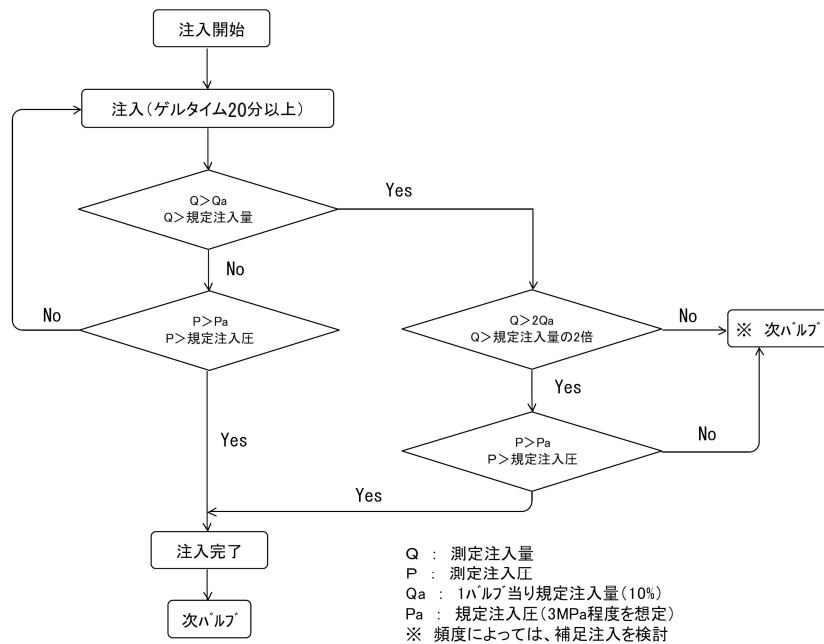 注入開始
注入(ゲルタイム20分以上)
Q>Qa
Q>規定注入量
Yes
No
P>Pa
P>規定注入圧
No
Q>2Qa
Q>規定注入量の2倍
No
※ 次バルブ
Yes
Yes
P>Pa
P>規定注入圧
No
Yes
注入完了
次バルブ
Q : 測定注入量
P : 測定注入圧
Qa : 1バルブ当り規定注入量(10%)
Pa : 規定注入圧(3MPa程度を想定)
※ 頻度によっては、補足注入を検討